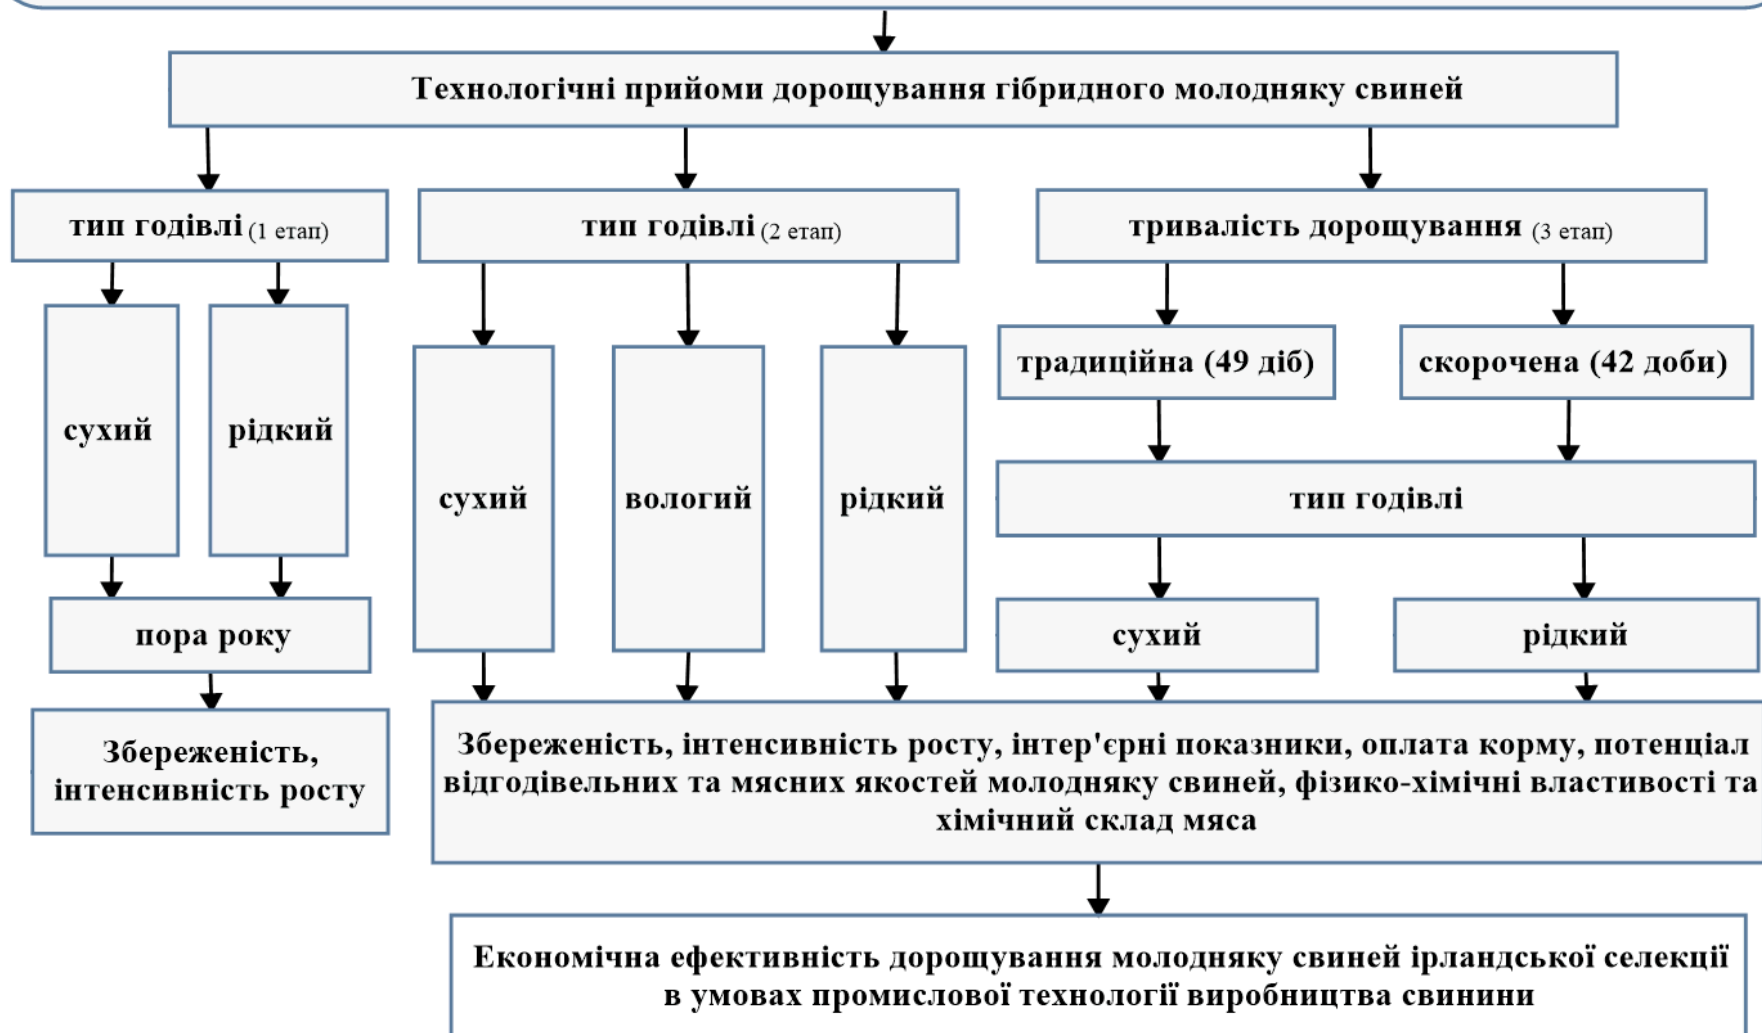 Технологічні прийоми дорощування гібридного молодняку свиней
тип годівлі (1 етап)
тип годівлі (2 етап)
тривалість дорощування (3 етап)
сухий
рідкий
сухий
вологий
рідкий
традиційна (49 діб)
скорочена (42 доби)
тип годівлі
сухий
рідкий
пора року
Збереженість,
інтенсивність росту
Збереженість, інтенсивність росту, інтер'єрні показники, оплата корму, потенціал
відгодівельних та мясних якостей молодняку свиней, фізико-хімічні властивості та
хімічний склад мяса
Економічна ефективність дорощування молодняку свиней ірландської селекції
в умовах промислової технології виробництва свинини